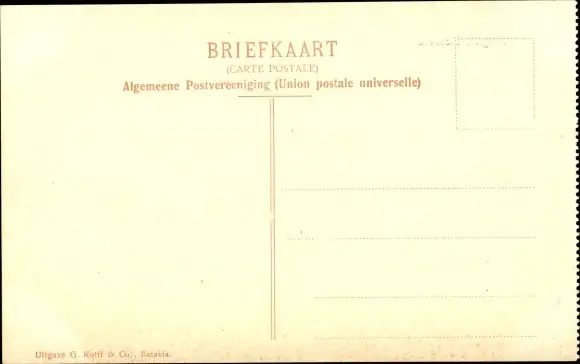 BRIEFKAART
(CARTE POSTALE)
Algemeene Postvereeniging (Union postale universelle)
Uitgave G. Kolff & Co., Batavia.